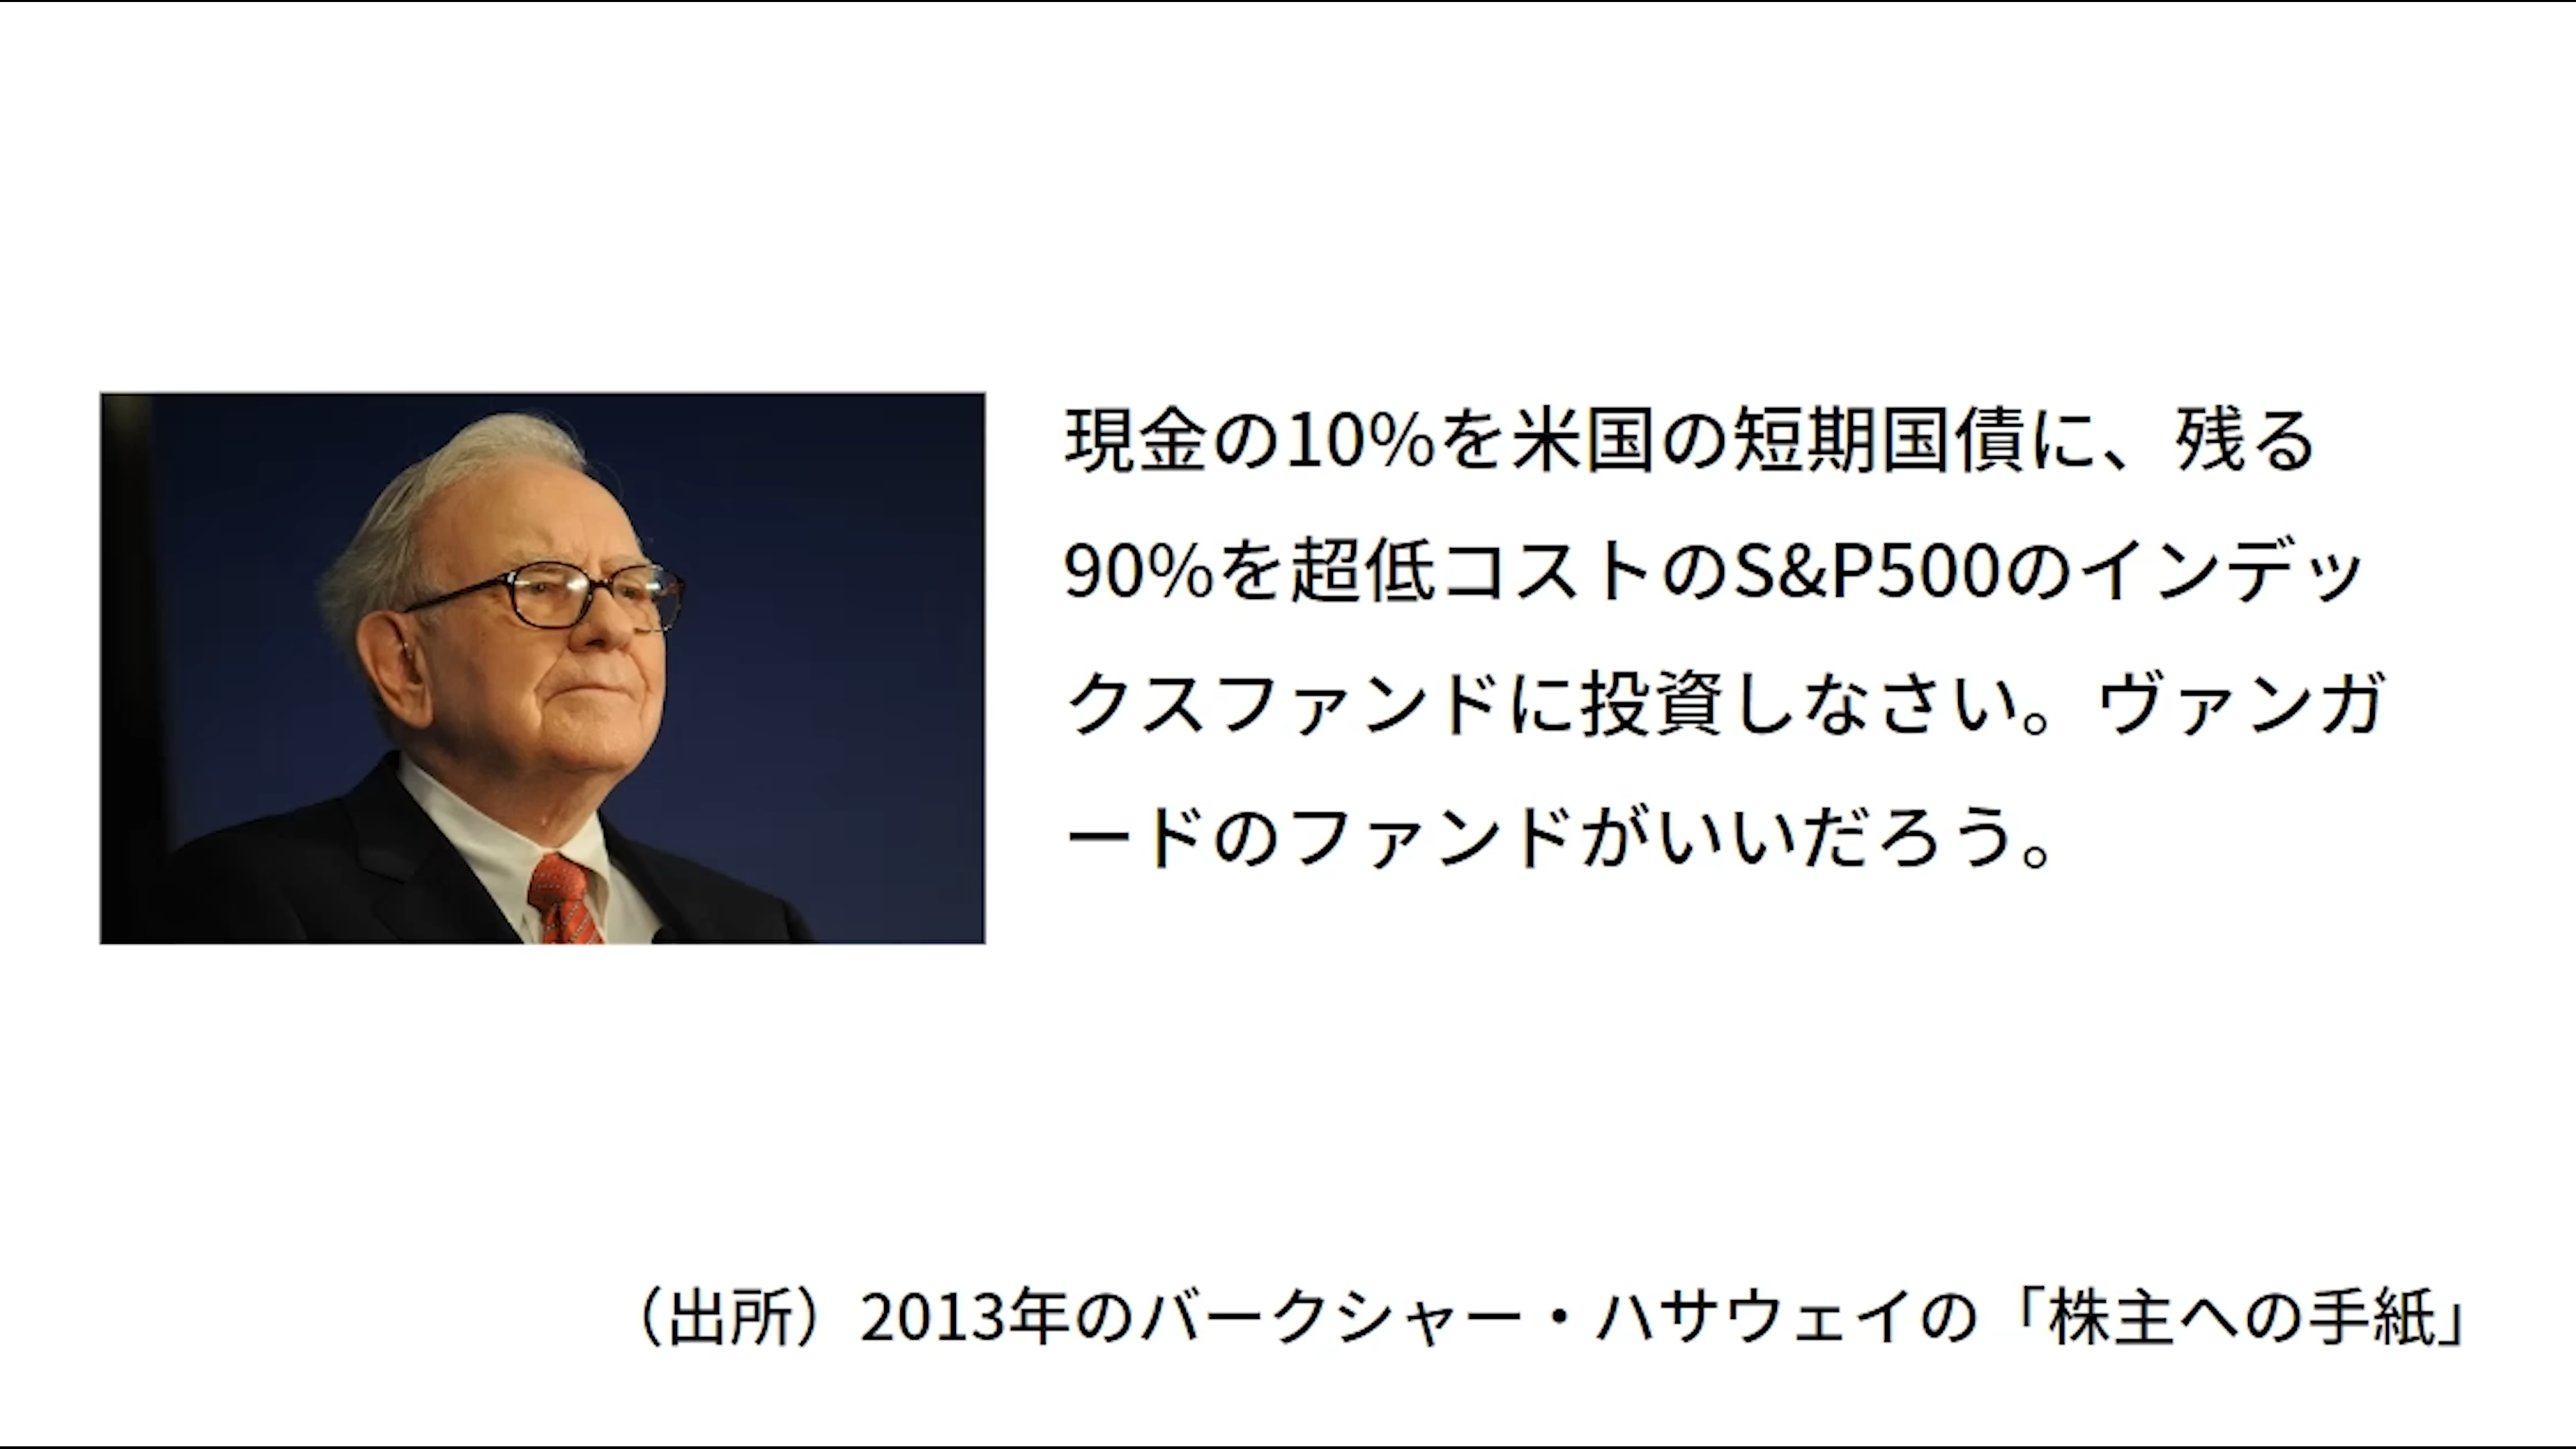 現金の10%を米国の短期国債に、残る
90%を超低コストのS&P500のインデッ
クスファンドに投資しなさい。ヴァンガ
ードのファンドがいいだろう。
（出所）2013年のバークシャー・ハサウェイの「株主への手紙」